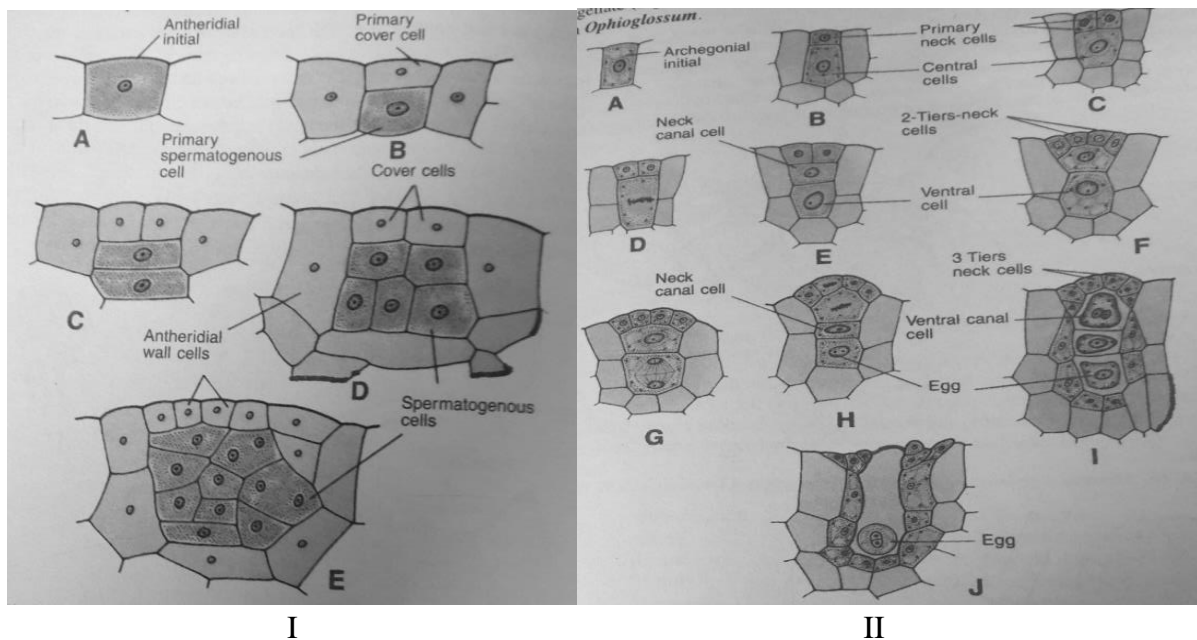 Antheridial
initial
A
Primary
cover cell
B
Primary
spermatogenous
cell
Cover cells
C
Antheridial
wall cells
D
Spermatogenous
cells
E
I
Ophioglossum.
Archegonial
initial
A
Primary
neck cells
Central
cells
B
C
Neck
canal cell
2-Tiers-neck
cells
Ventral
cell
D
E
F
Neck
canal cell
3 Tiers
neck cells
Ventral canal
cell
Egg
G
H
I
Egg
J
II